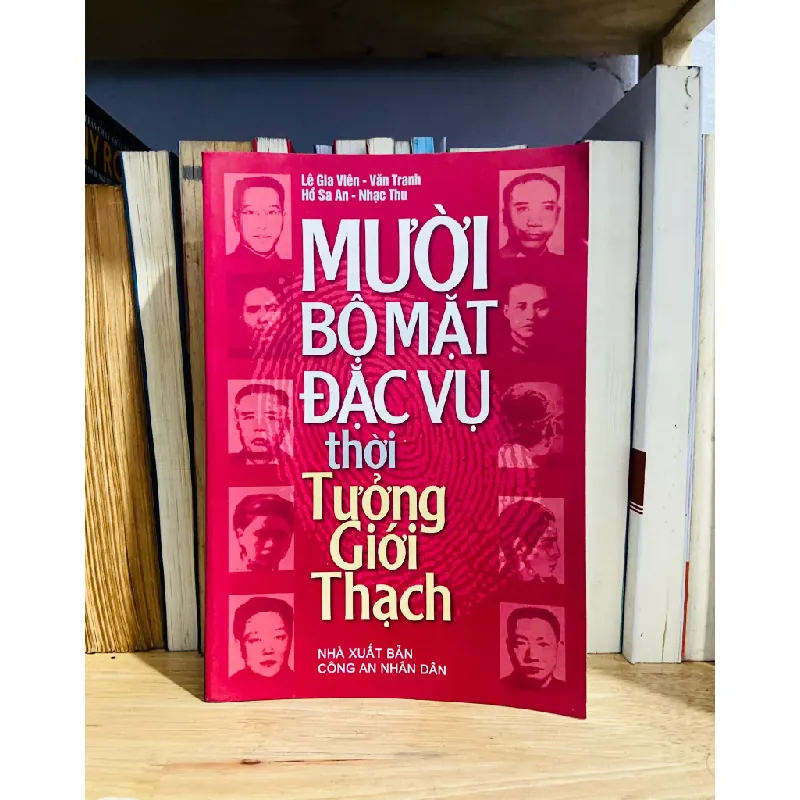 Lê Gia Viên - Văn Tranh
Hồ Sa An - Nhạc Thu
MƯỜI
BỘ MẶT
ĐẶC VỤ
thời
Tưởng
Giới
Thạch
NHÀ XUẤT BẢN
CÔNG AN NHÂN DÂN